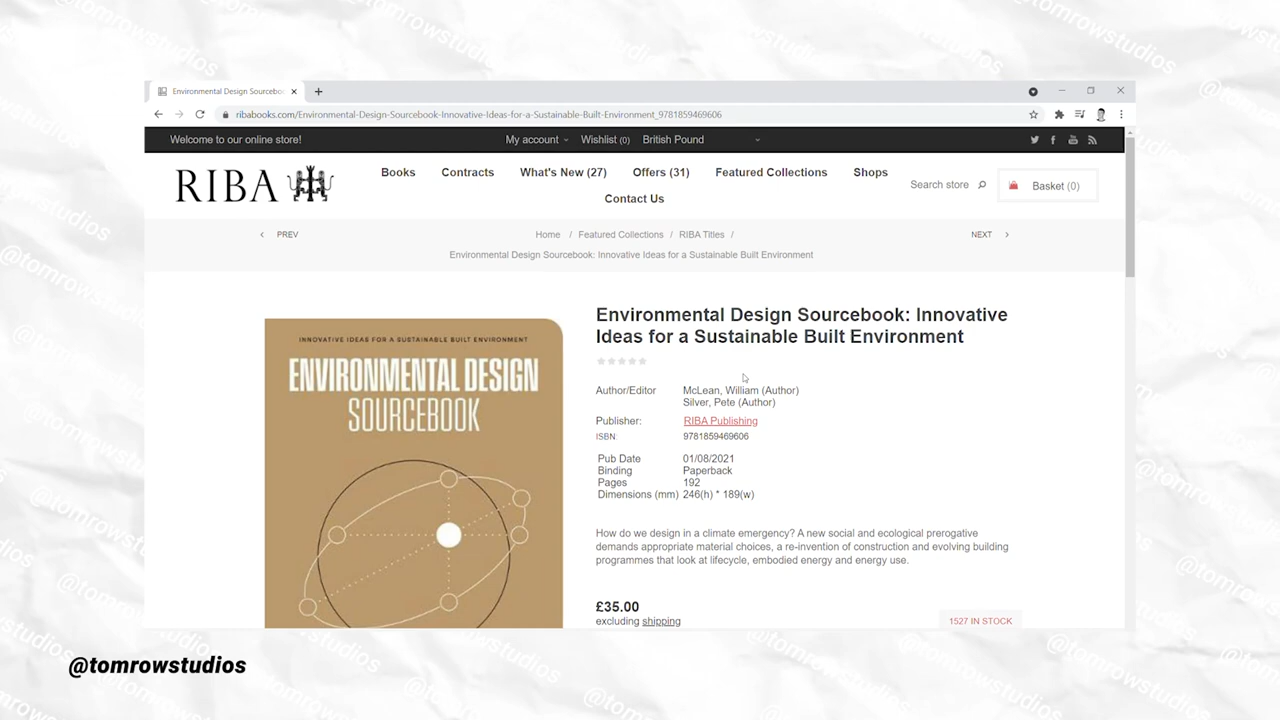 Environmental Design Sourceboo
ribabooks.com/Environmental-Design-Sourcebook-Innovative-Ideas-for-a-Sustainable-Built-Environment_9781859469606
Welcome to our online store!
My account
Wishlist (0)
British Pound
RIBA
Books
Contracts
What's New (27)
Offers (31)
Featured Collections
Shops
Contact Us
Search store
Basket (0)
PREV
Home / Featured Collections / RIBA Titles /
Environmental Design Sourcebook: Innovative Ideas for a Sustainable Built Environment
NEXT
INNOVATIVE IDEAS FOR A SUSTAINABLE BUILT ENVIRONMENT
ENVIRONMENTAL DESIGN
SOURCEBOOK
Environmental Design Sourcebook: Innovative
Ideas for a Sustainable Built Environment
Author/Editor McLean, William (Author)
Silver, Pete (Author)
Publisher: RIBA Publishing
ISBN: 9781859469606
Pub Date 01/08/2021
Binding Paperback
Pages 192
Dimensions (mm) 246(h) * 189(w)
How do we design in a climate emergency? A new social and ecological prerogative
demands appropriate material choices, a re-invention of construction and evolving building
programmes that look at lifecycle, embodied energy and energy use.
£35.00
excluding shipping
1527 IN STOCK
@tomrowstudios